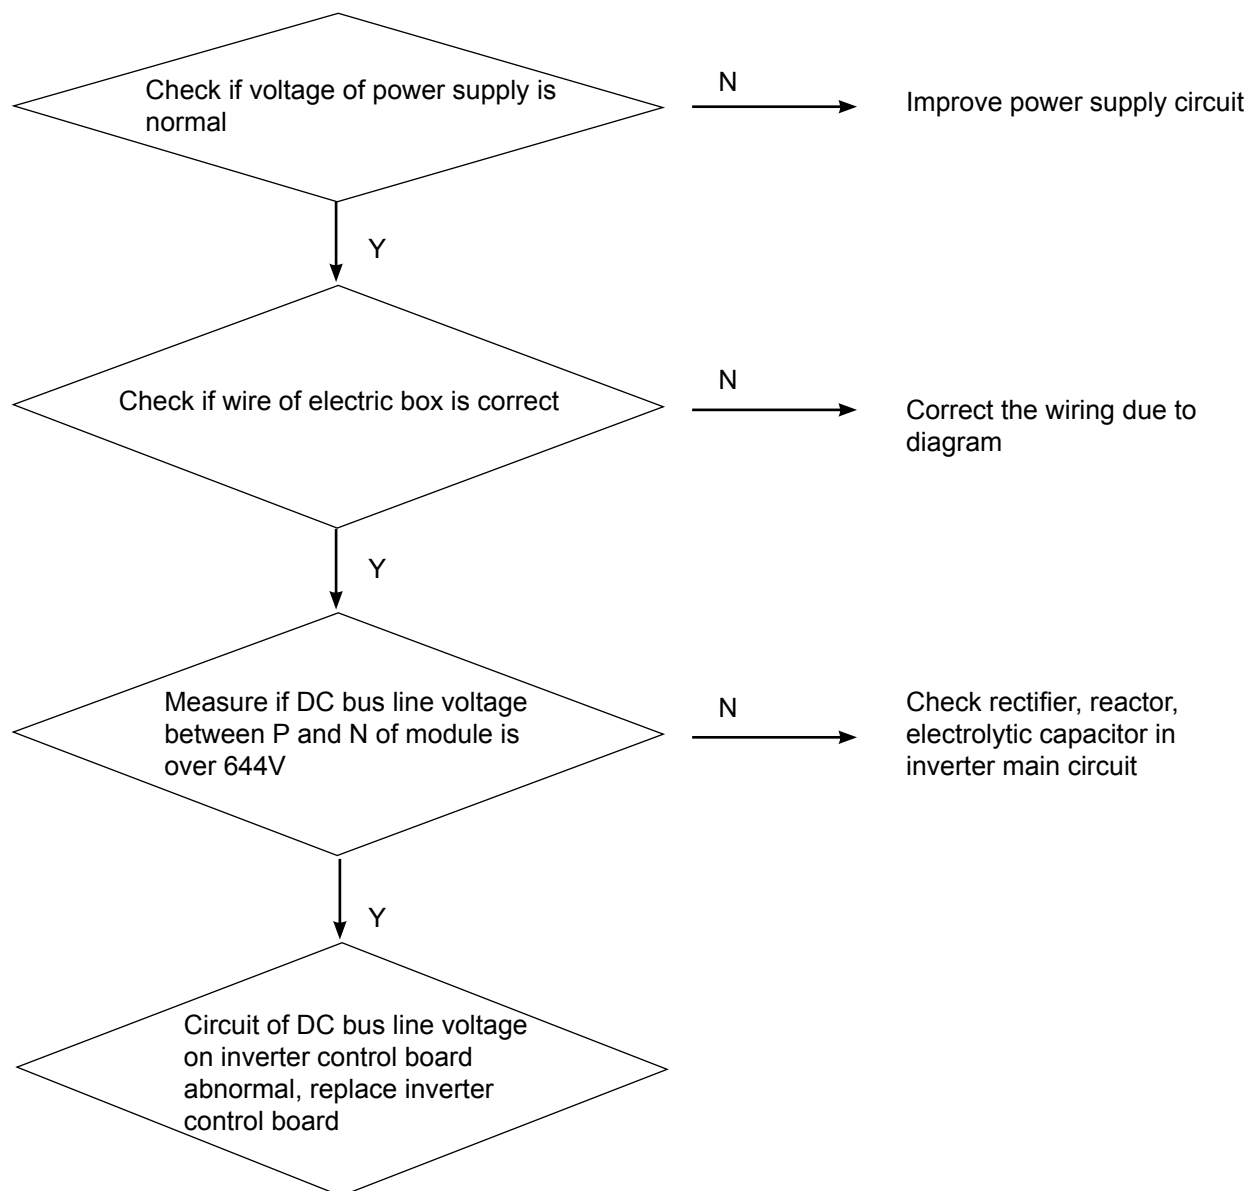 Check if voltage of power supply is
normal
N
Improve power supply circuit
Y
Check if wire of electric box is correct
N
Correct the wiring due to
diagram
Y
Measure if DC bus line voltage
between P and N of module is
over 644V
N
Check rectifier, reactor,
electrolytic capacitor in
inverter main circuit
Y
Circuit of DC bus line voltage
on inverter control board
abnormal, replace inverter
control board